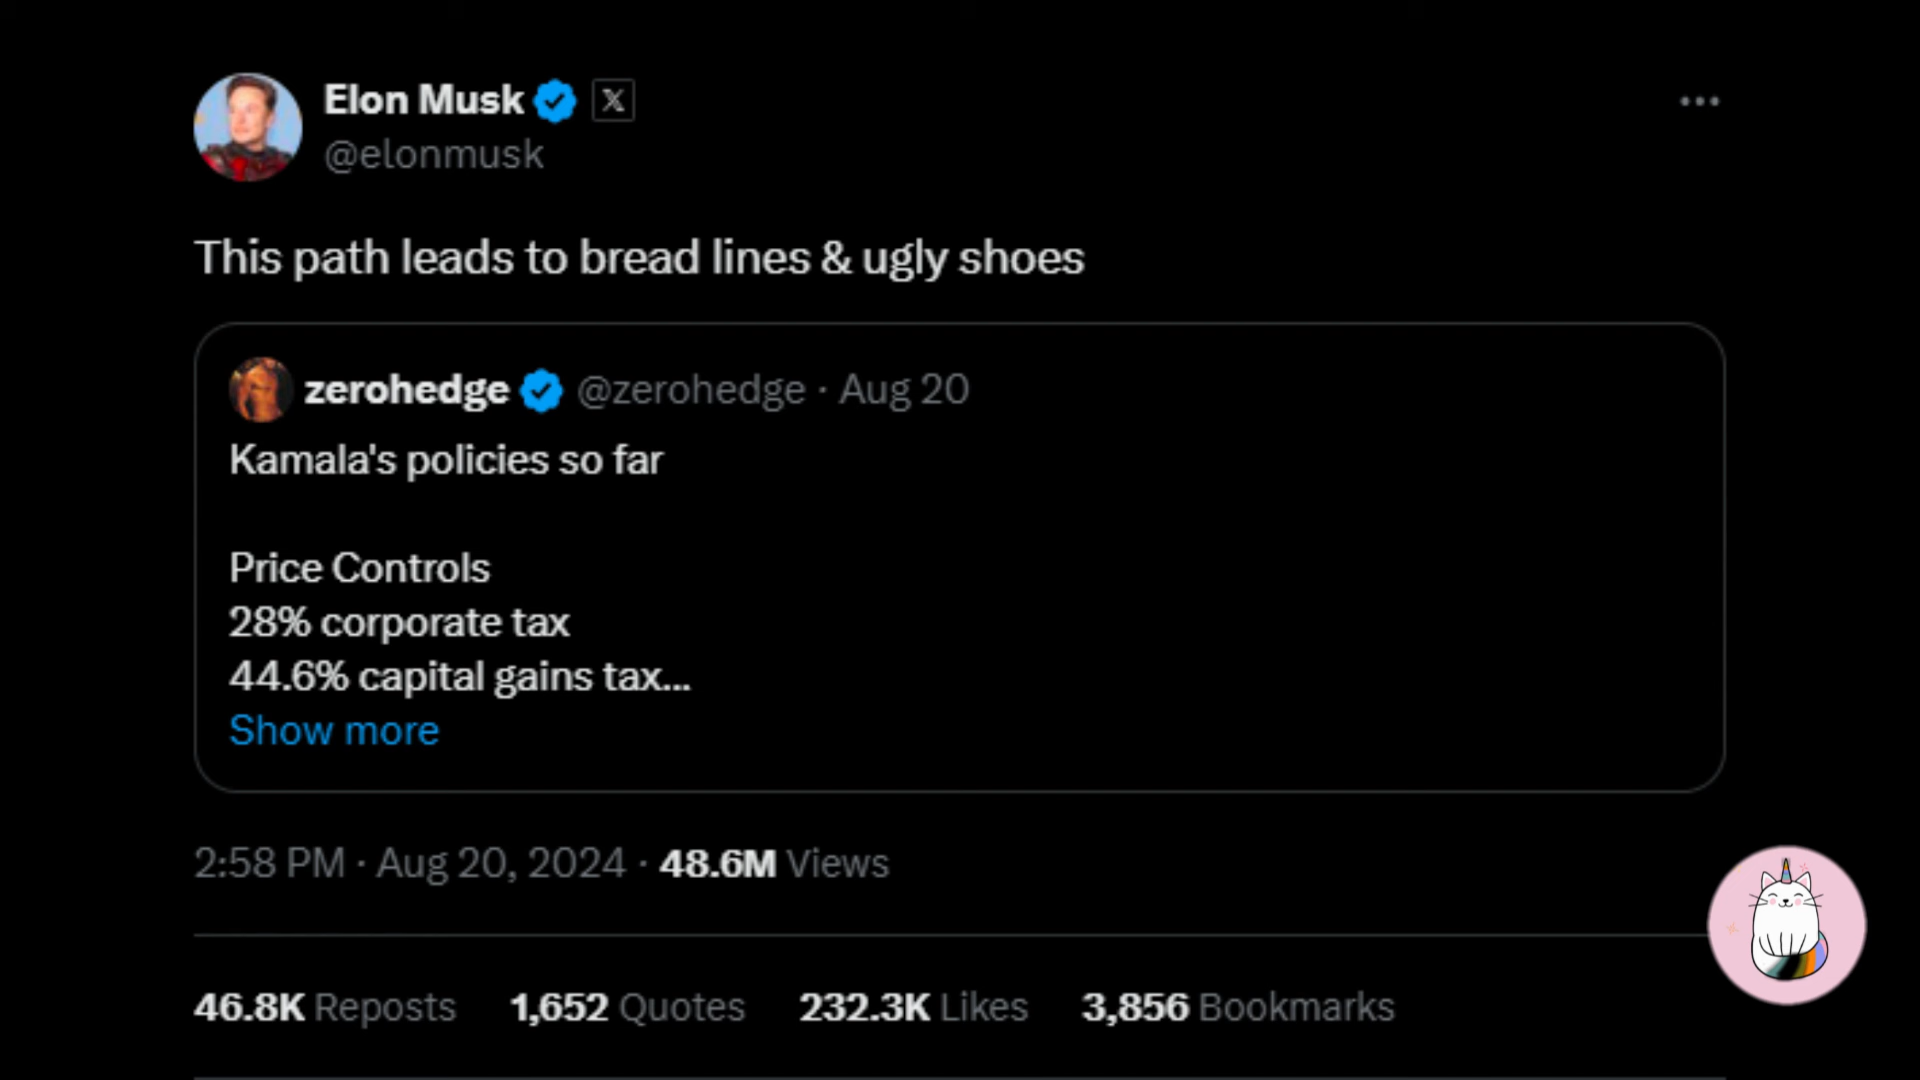 Elon Musk
@elonmusk
This path leads to bread lines & ugly shoes
zerohedge @zerohedge · Aug 20
Kamala's policies so far
Price Controls
28% corporate tax
44.6% capital gains tax...
Show more
2:58 PM · Aug 20, 2024 · 48.6M Views
46.8K Reposts 1,652 Quotes 232.3K Likes 3,856 Bookmarks